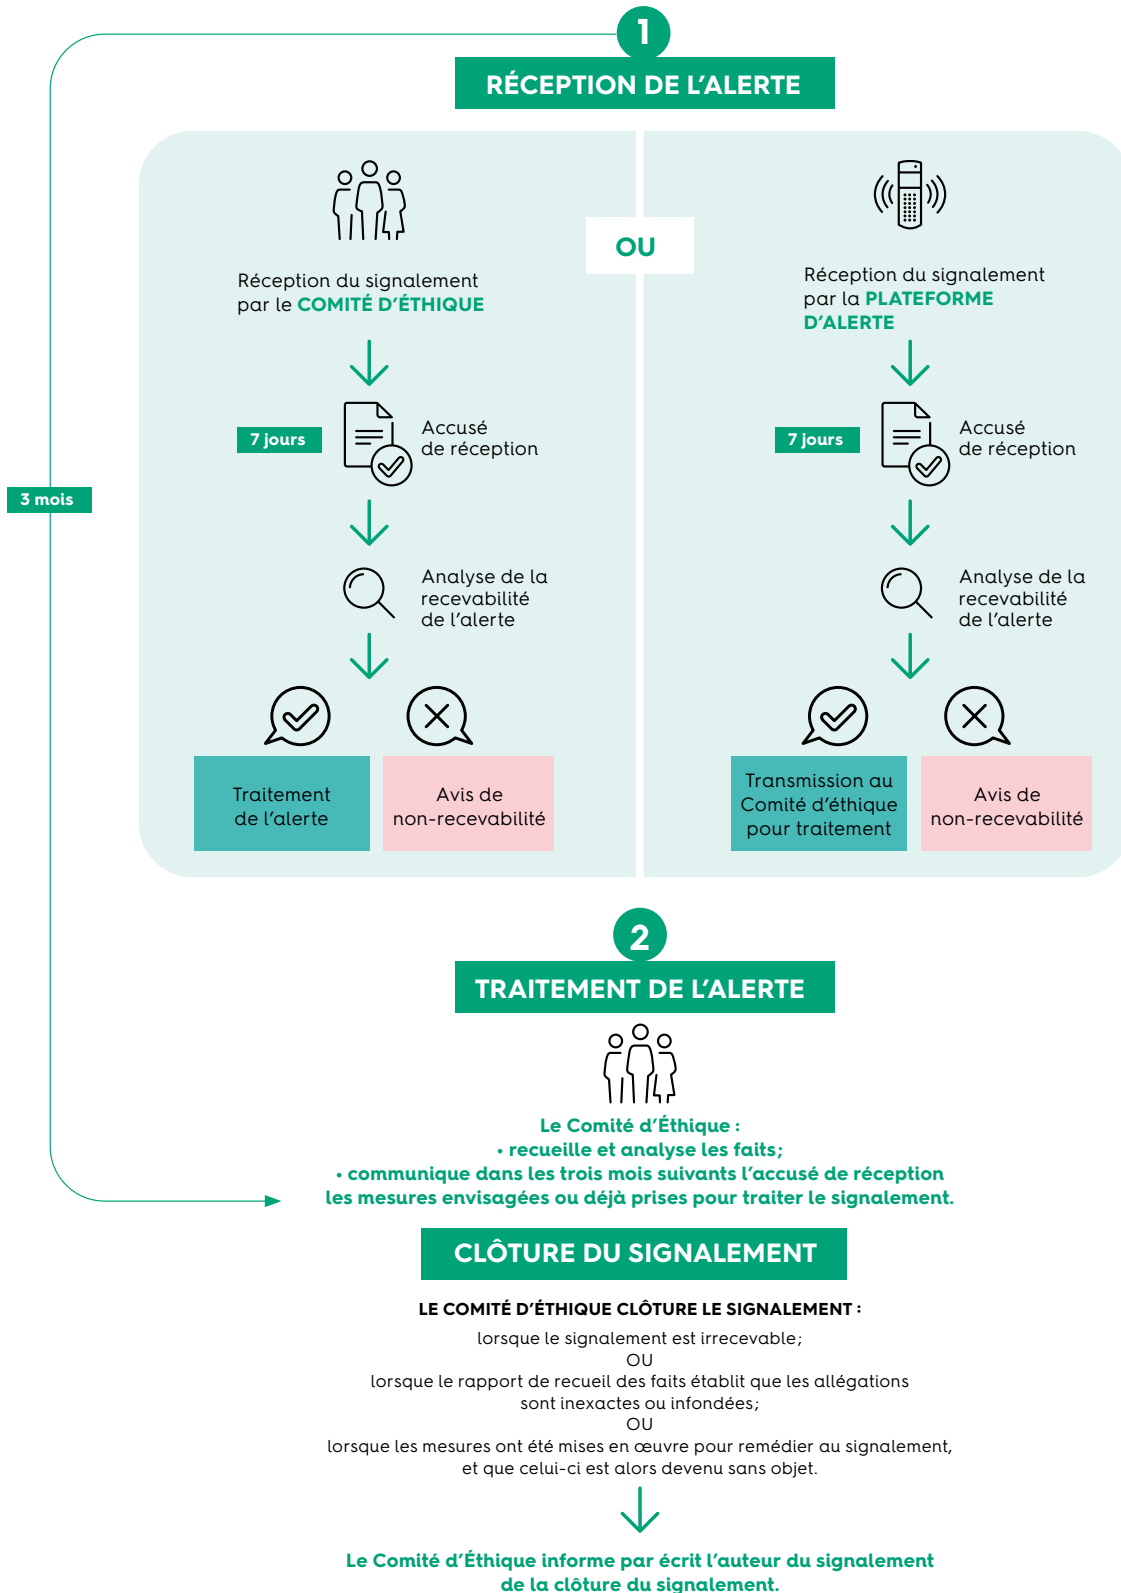 1
RÉCEPTION DE L'ALERTE
Réception du signalement
par le COMITÉ D'ÉTHIQUE
7 jours
Accusé
de réception
Analyse de la
recevabilité
de l'alerte
Traitement
de l'alerte
Avis de
non-recevabilité
OU
Réception du signalement
par la PLATEFORME
D'ALERTE
7 jours
Accusé
de réception
Analyse de la
recevabilité
de l'alerte
Transmission au
Comité d'éthique
pour traitement
Avis de
non-recevabilité
3 mois
2
TRAITEMENT DE L'ALERTE
Le Comité d'Éthique :
• recueille et analyse les faits;
• communique dans les trois mois suivants l'accusé de réception
les mesures envisagées ou déjà prises pour traiter le signalement.
CLÔTURE DU SIGNALEMENT
LE COMITÉ D'ÉTHIQUE CLÔTURE LE SIGNALEMENT :
lorsque le signalement est irrecevable;
OU
lorsque le rapport de recueil des faits établit que les allégations
sont inexactes ou infondées;
OU
lorsque les mesures ont été mises en œuvre pour remédier au signalement,
et que celui-ci est alors devenu sans objet.
Le Comité d'Éthique informe par écrit l'auteur du signalement
de la clôture du signalement.